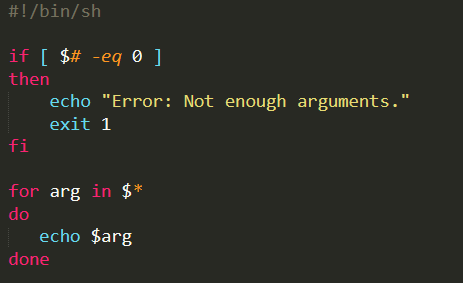 #!/bin/sh

if [ $# -eq 0 ]
then
    echo "Error: Not enough arguments."
    exit 1
fi

for arg in $*
do
   echo $arg
done